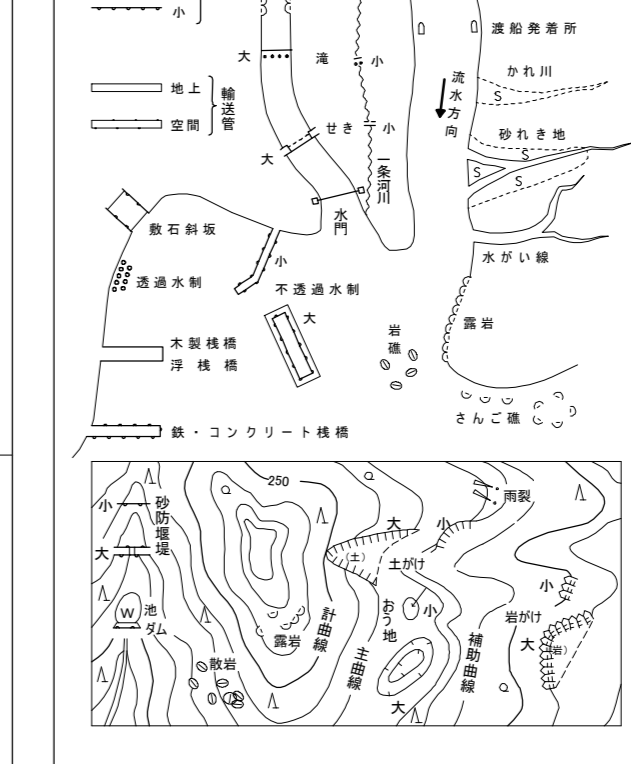 小
渡船発着所
大
滝
小
流水方向
かれ川
S
地上
空間
輸送管
せき
小
大
一条河川
砂れき地
S
S
S
水門
敷石斜坂
水がい線
透過水制
小
不透過水制
大
岩礁
露岩
木製桟橋
浮桟橋
さんご礁
鉄・コンクリート桟橋
250
小
砂防堰堤
大
大
小
雨裂
(土)
土がけ
小
W
池
ダム
計曲線
おう地
小
岩がけ
露岩
主曲線
補助曲線
大
(岩)
散岩
大